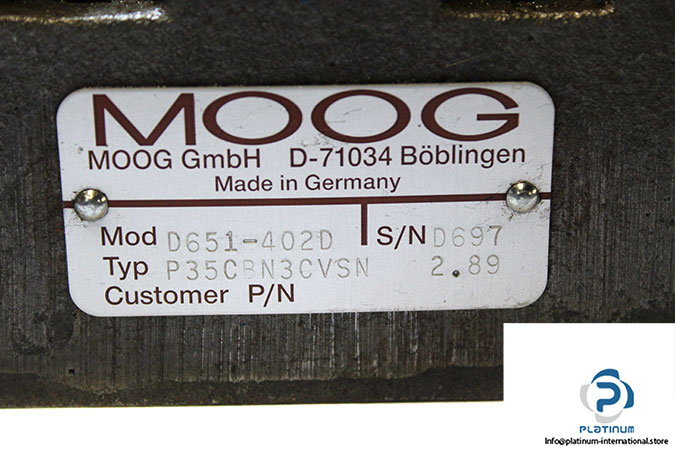 MOOG
MOOG GmbH D-71034 Böblingen
Made in Germany
Mod D651-402D S/N D697
Typ P35CBN3CVSN 2.89
Customer P/N
PLATINUM
Info@platinum-international.store